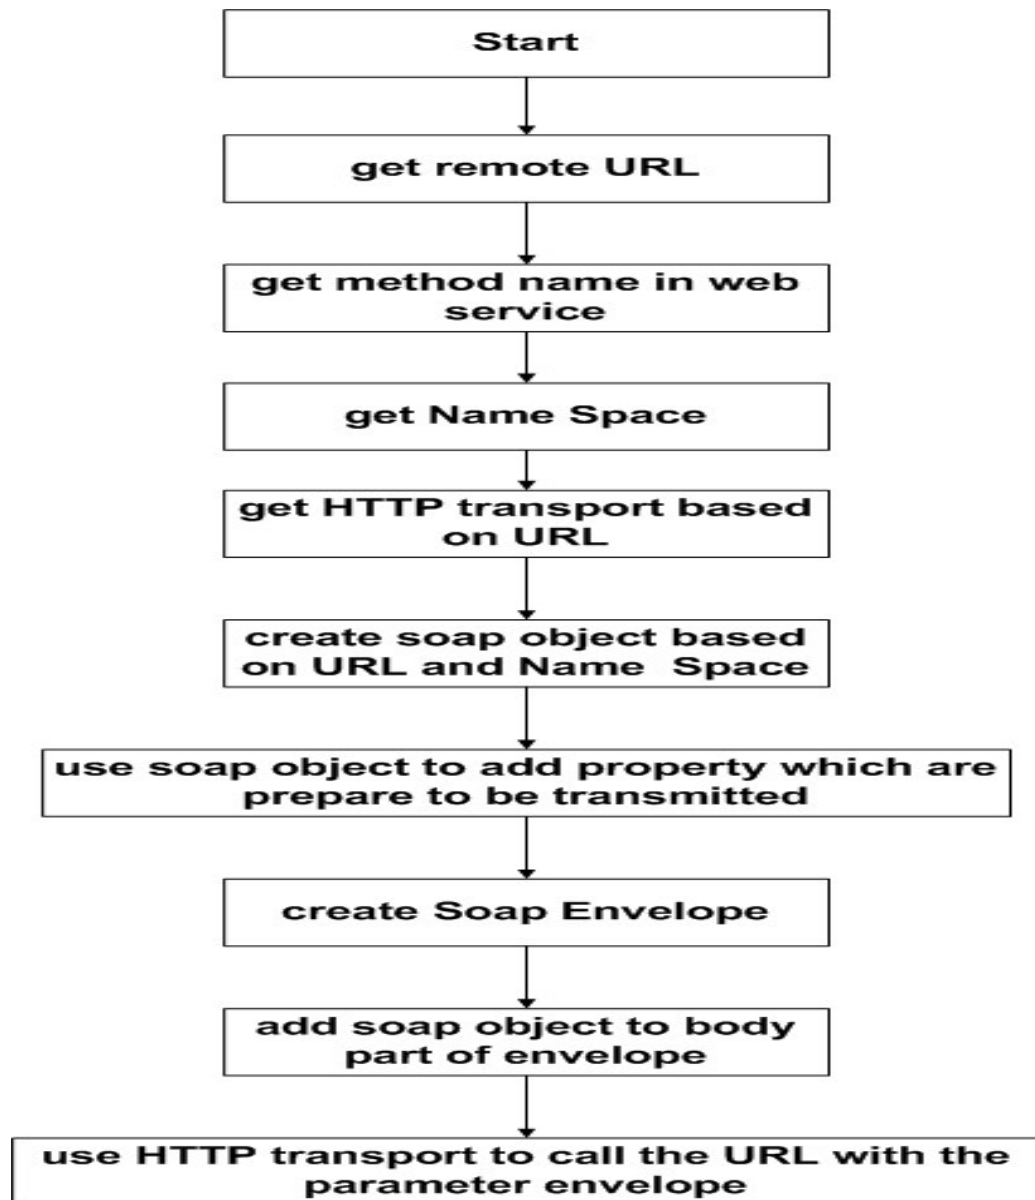 Start
get remote URL
get method name in web
service
get Name Space
get HTTP transport based
on URL
create soap object based
on URL and Name  Space
use soap object to add property which are
prepare to be transmitted
create Soap Envelope
add soap object to body
part of envelope
use HTTP transport to call the URL with the
parameter envelope